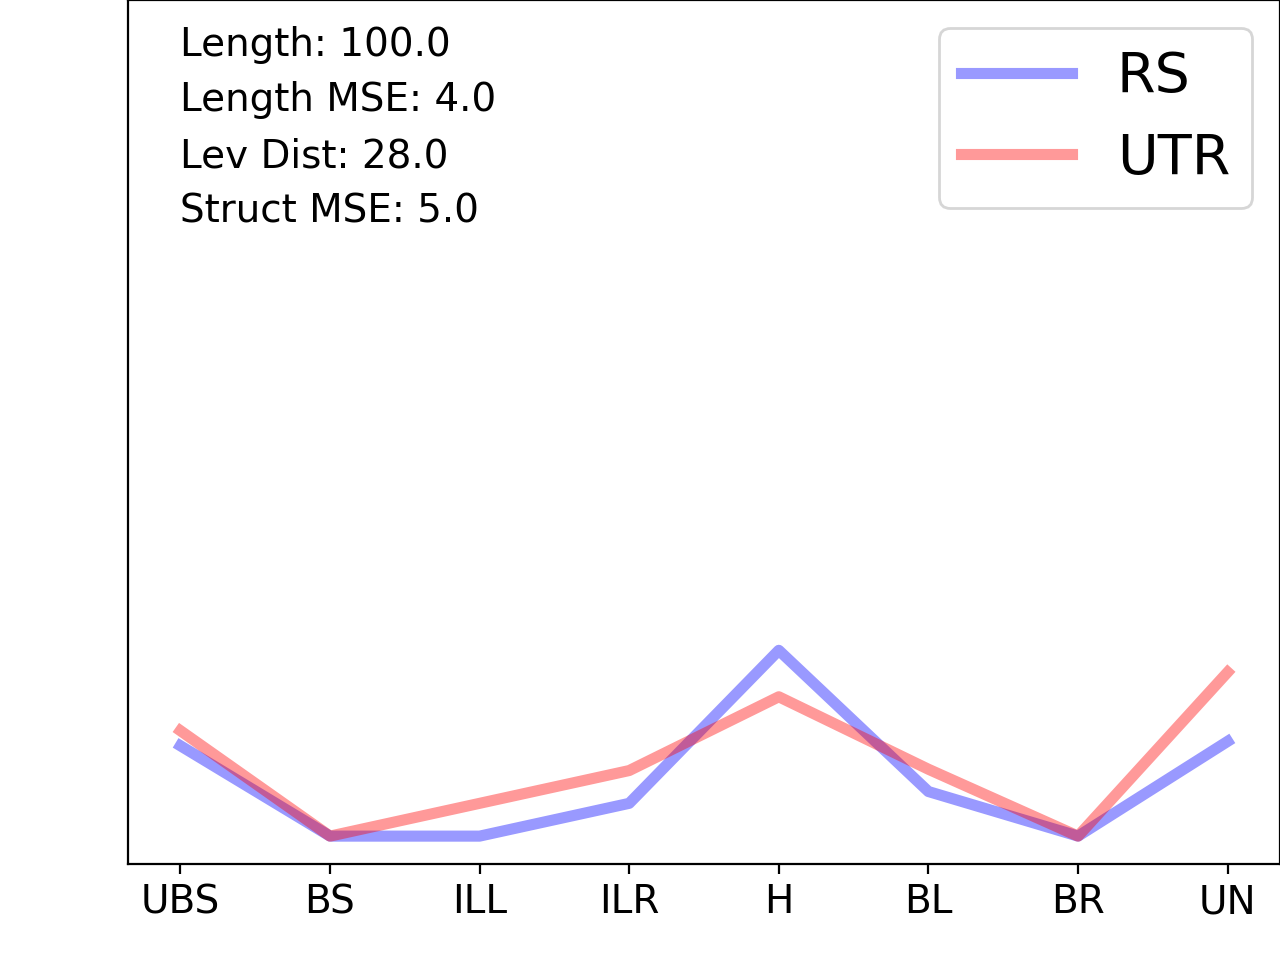 Length: 100.0
Length MSE: 4.0
Lev Dist: 28.0
Struct MSE: 5.0
RS
UTR
UBS BS ILL ILR H BL BR UN